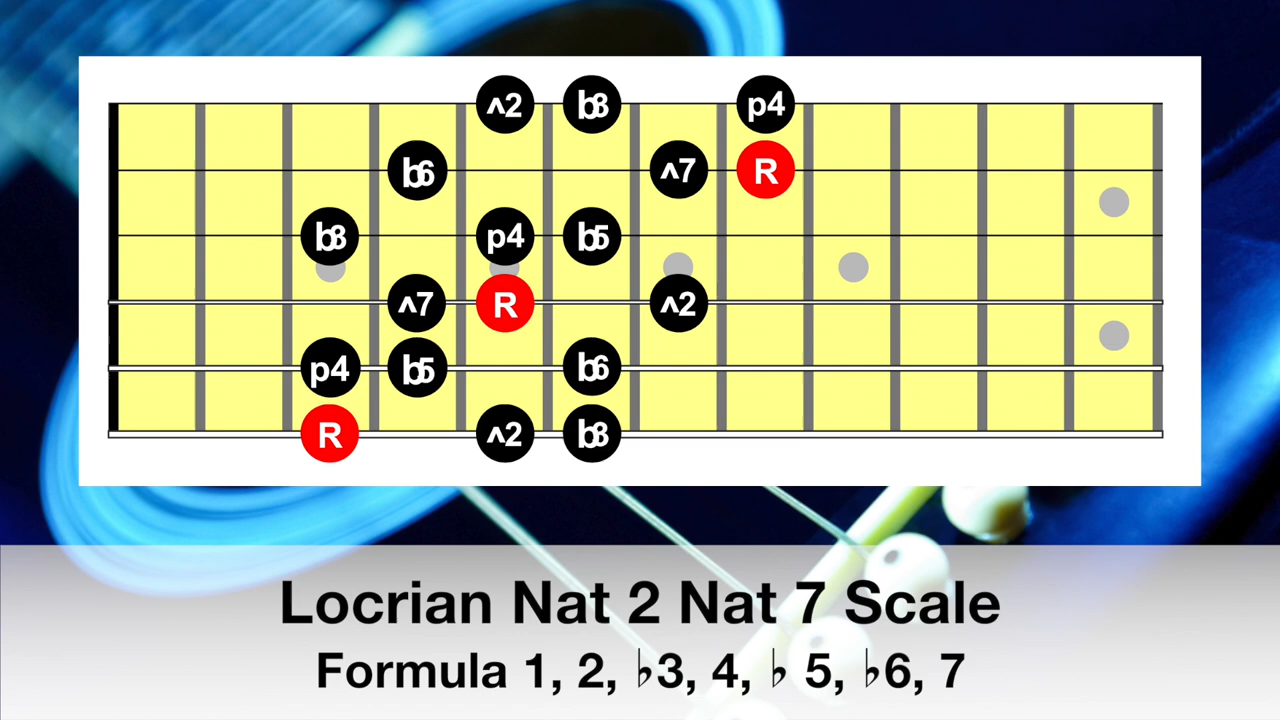 ^2 b3 p4
b6 ^7 R
b3 p4 b5
^7 R ^2
p4 b5 b6
R ^2 b3
Locrian Nat 2 Nat 7 Scale
Formula 1, 2, ♭3, 4, ♭ 5, ♭6, 7